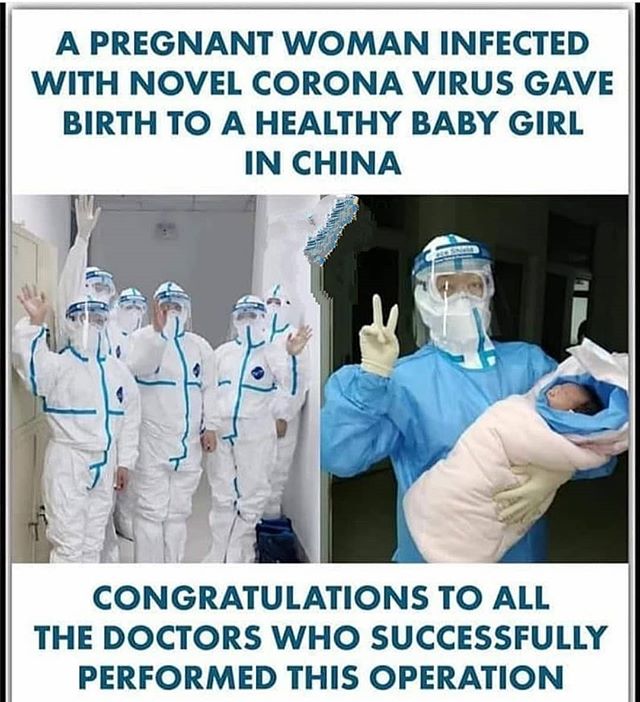 A PREGNANT WOMAN INFECTED
WITH NOVEL CORONA VIRUS GAVE
BIRTH TO A HEALTHY BABY GIRL
IN CHINA
CONGRATULATIONS TO ALL
THE DOCTORS WHO SUCCESSFULLY
PERFORMED THIS OPERATION